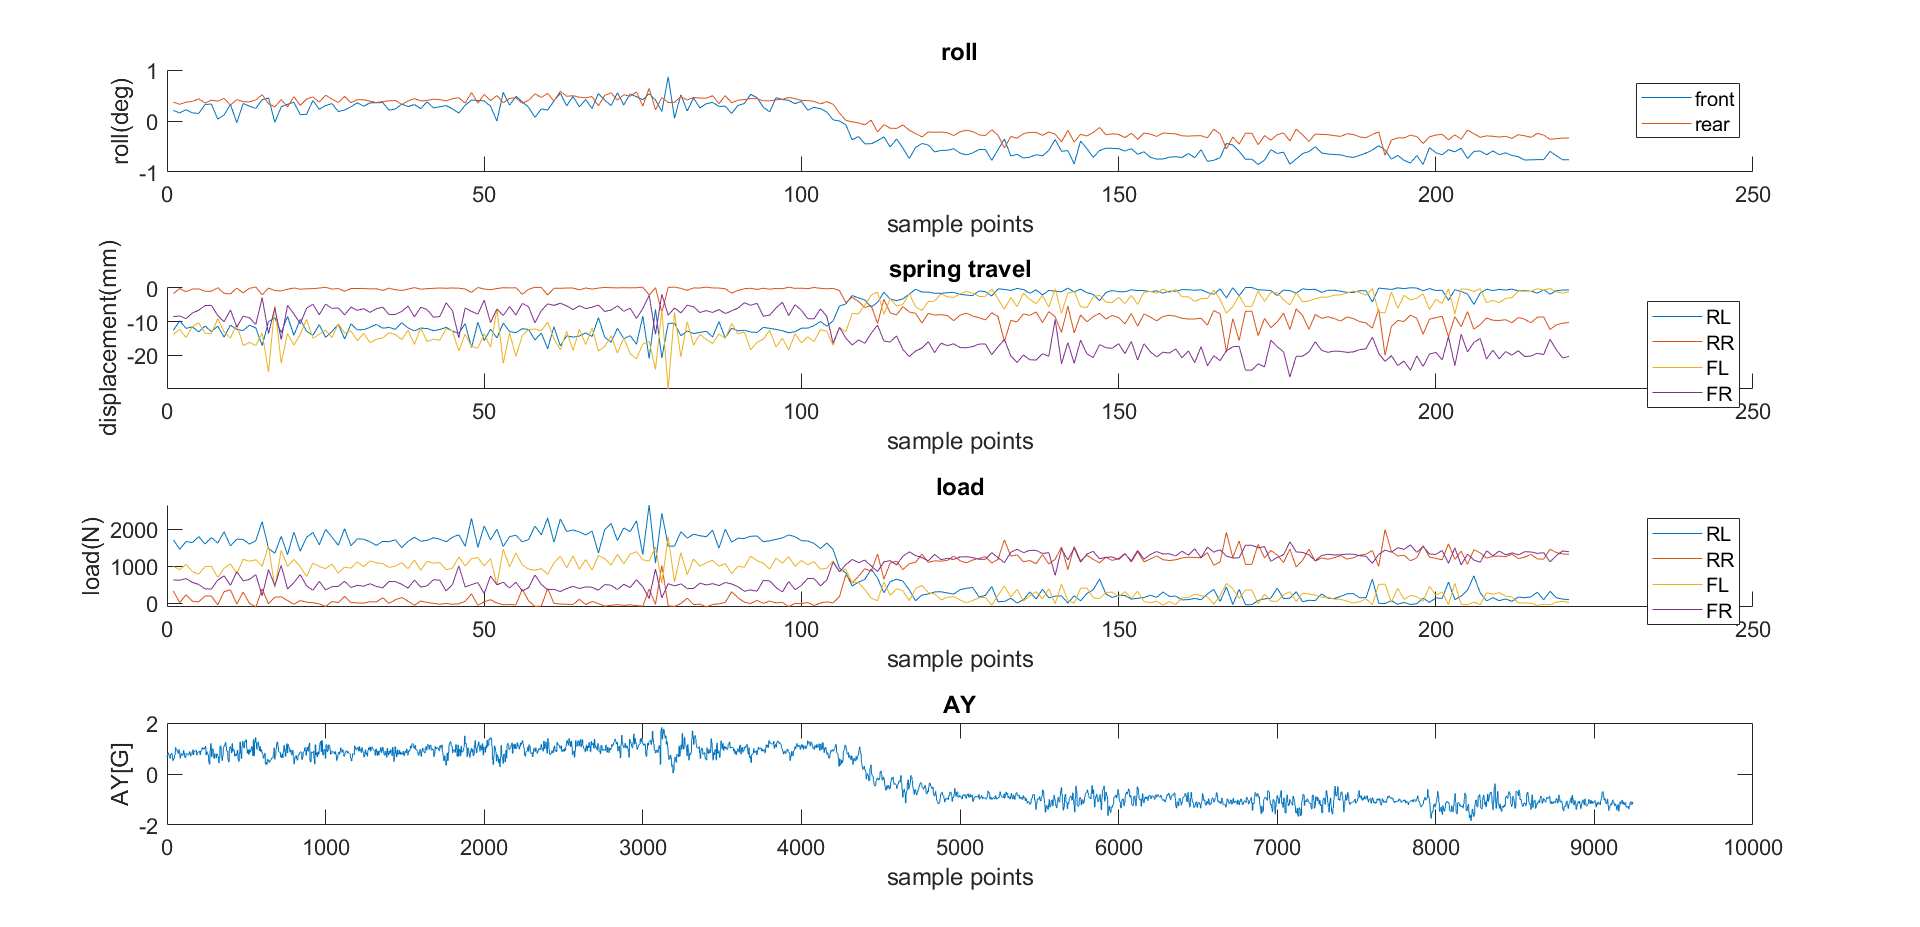 roll
roll(deg)
1
0
-1
0 50 100 150 200 250
sample points
front
rear
spring travel
displacement(mm)
0
-10
-20
0 50 100 150 200 250
sample points
RL
RR
FL
FR
load
load(N)
2000
1000
0
0 50 100 150 200 250
sample points
RL
RR
FL
FR
AY
AY[G]
2
0
-2
0 1000 2000 3000 4000 5000 6000 7000 8000 9000 10000
sample points